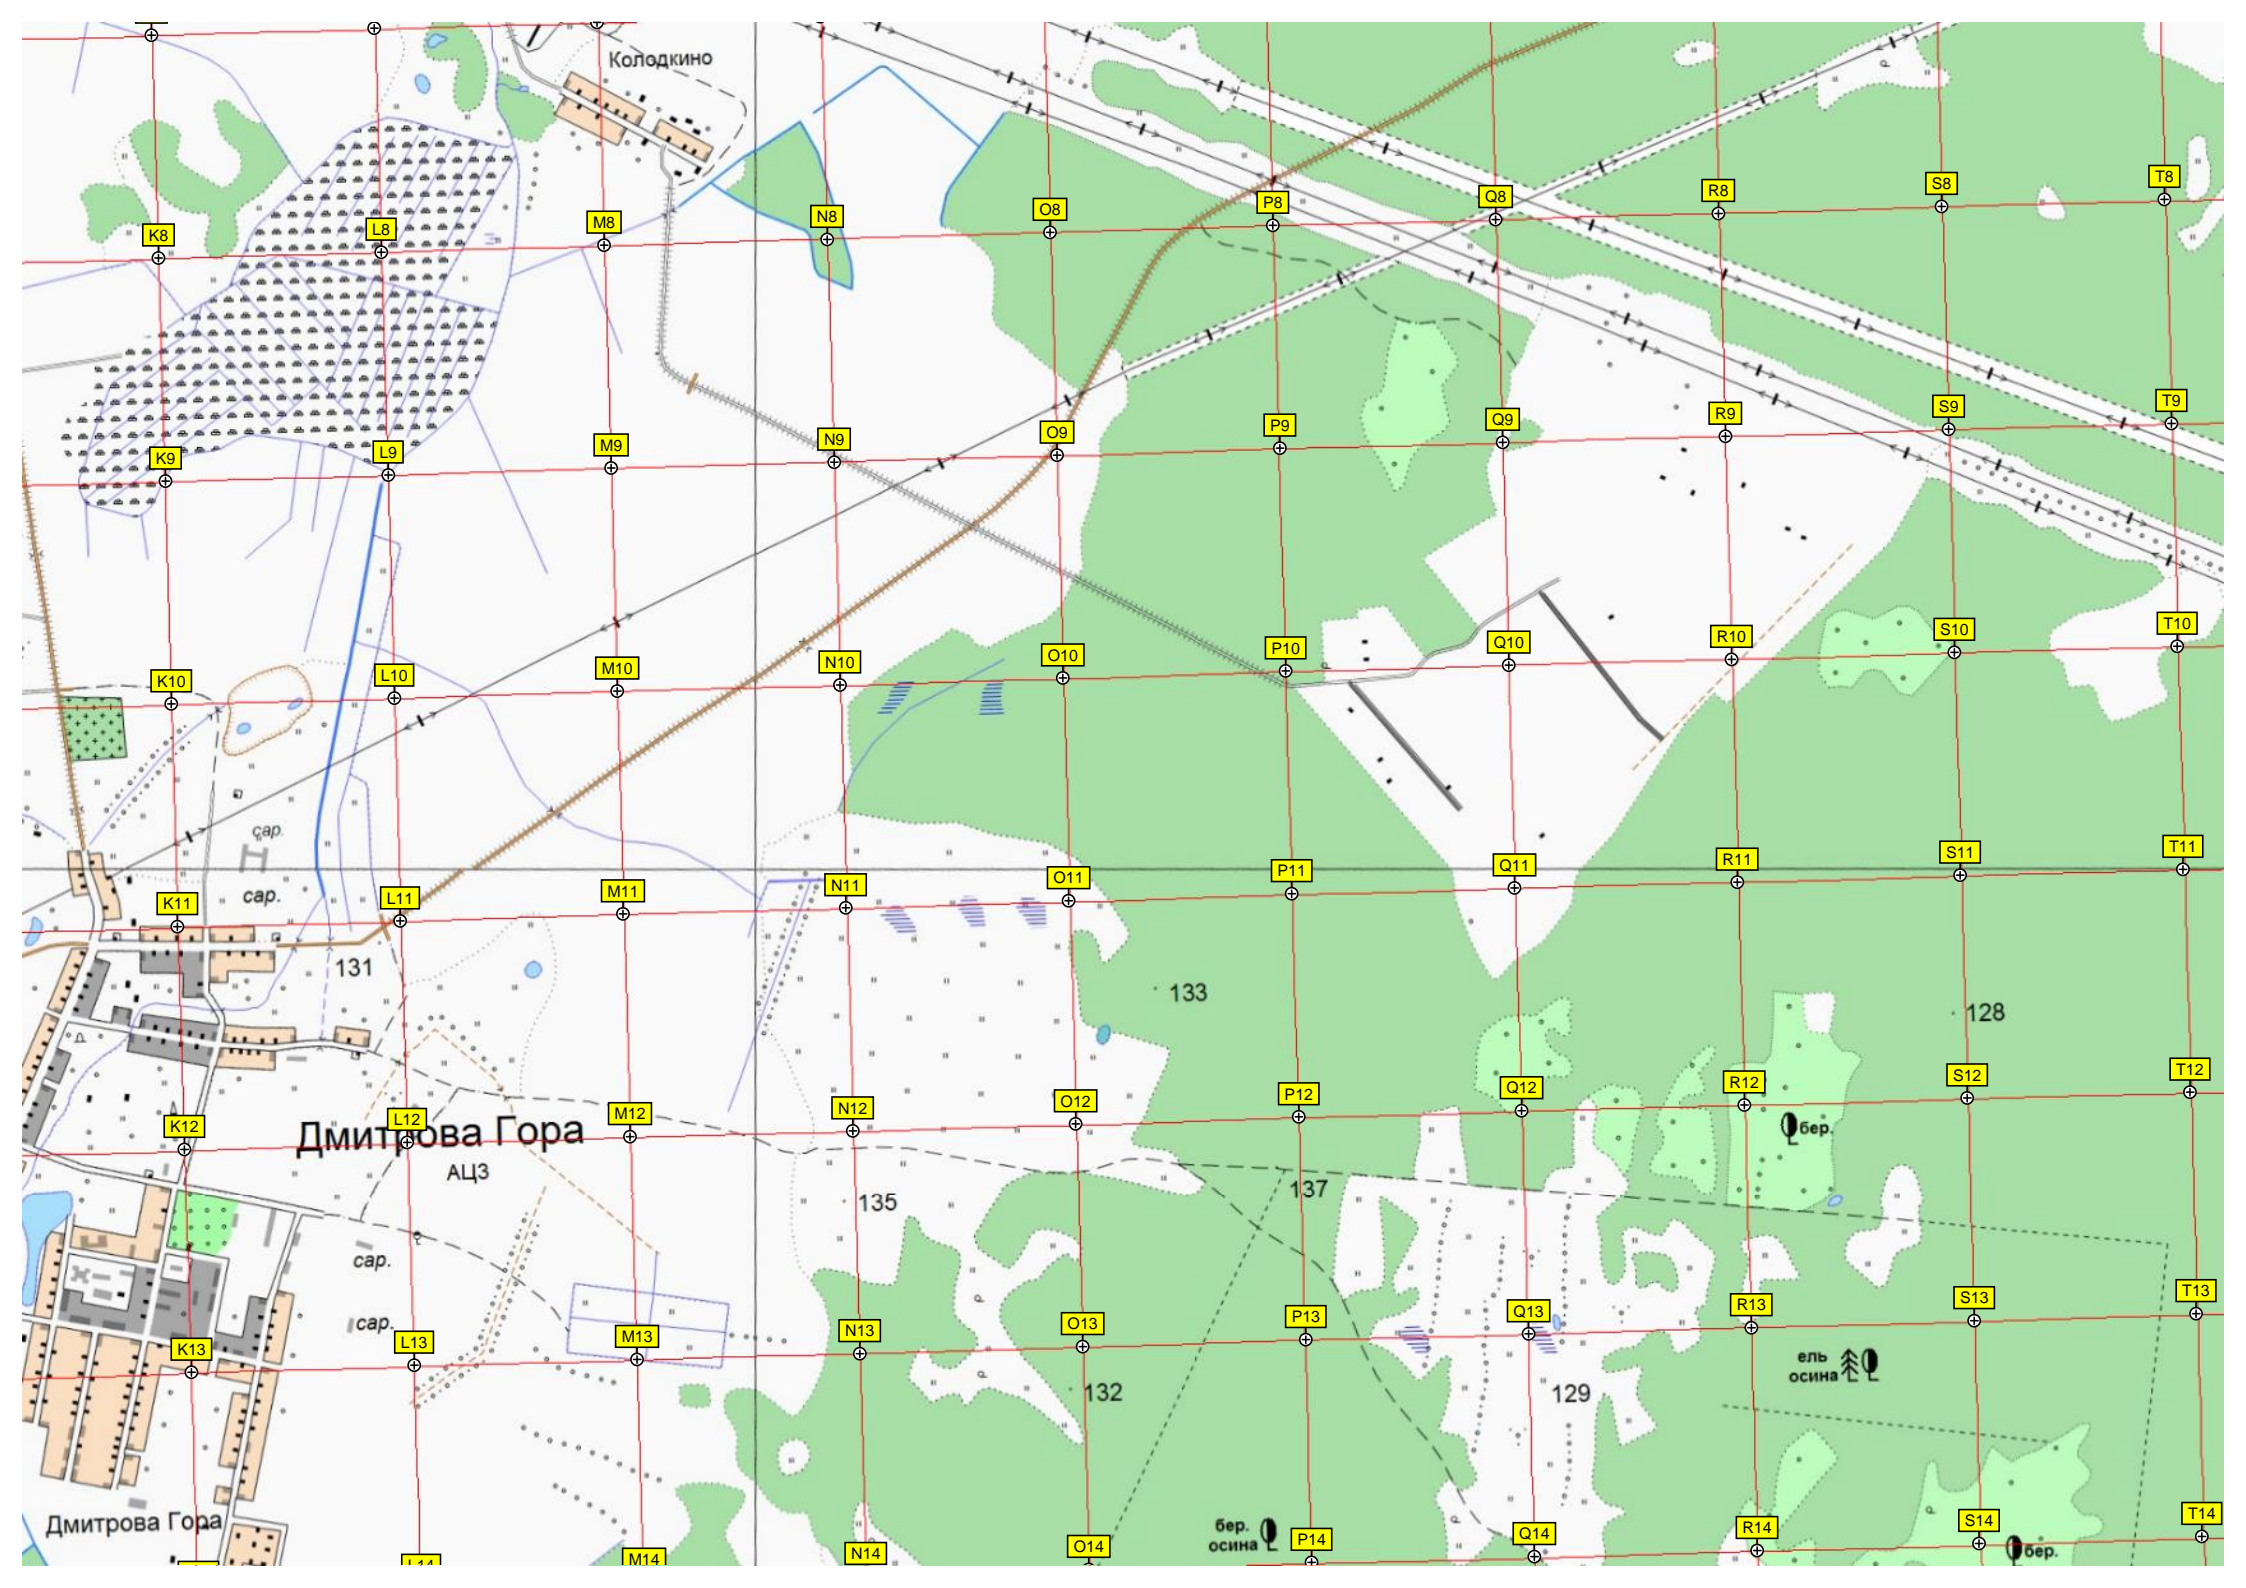 Колодкино
K8
L8
M8
N8
O8
P8
Q8
R8
S8
T8
K9
L9
M9
N9
O9
P9
Q9
R9
S9
T9
K10
L10
M10
N10
O10
P10
Q10
R10
S10
T10
сар.
сар.
K11
L11
M11
N11
O11
P11
Q11
R11
S11
T11
131
133
128
K12
L12
M12
N12
O12
P12
Q12
R12
S12
T12
бер.
Дмитрова Гора
АЦЗ
135
137
сар.
сар.
K13
L13
M13
N13
O13
P13
Q13
R13
S13
T13
ель
осина
132
129
Дмитрова Гора
бер.
осина
L14
M14
N14
O14
P14
Q14
R14
S14
T14
бер.